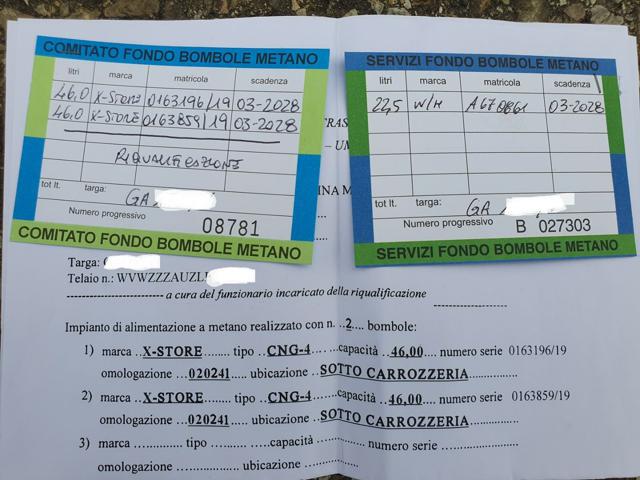 COMITATO FONDO BOMBOLE METANO
litri marca matricola scadenza
46,0 X-STORE 0163196/19 03-2028
46,0 X-STORE 0163859/19 03-2028
RIQUALIFICAZIONE
tot lt. targa: GA
Numero progressivo 08781
COMITATO FONDO BOMBOLE METANO
SERVIZI FONDO BOMBOLE METANO
litri marca matricola scadenza
22,5 W/H 03-2028
tot lt. targa: GA
Numero progressivo B 027303
SERVIZI FONDO BOMBOLE METANO
Targa:
Telaio n.: WVWZZZAUZL
------------------------- a cura del funzionario incaricato della riqualificazione ----------------
Impianto di alimentazione a metano realizzato con n. ..2... bombole:
1) marca ..X-STORE....... tipo ..CNG-4....capacità ..46,00.... numero serie 0163196/19
omologazione ....020241.... ubicazione ....SOTTO CARROZZERIA
2) marca ...X-STORE....... tipo ..CNG-4....capacità ..46,00.... numero serie 0163859/19
omologazione ....020241.... ubicazione ....SOTTO CARROZZERIA
3) marca .............. tipo .......... capacità .............. numero serie ..............
omologazione .............. ubicazione ..............